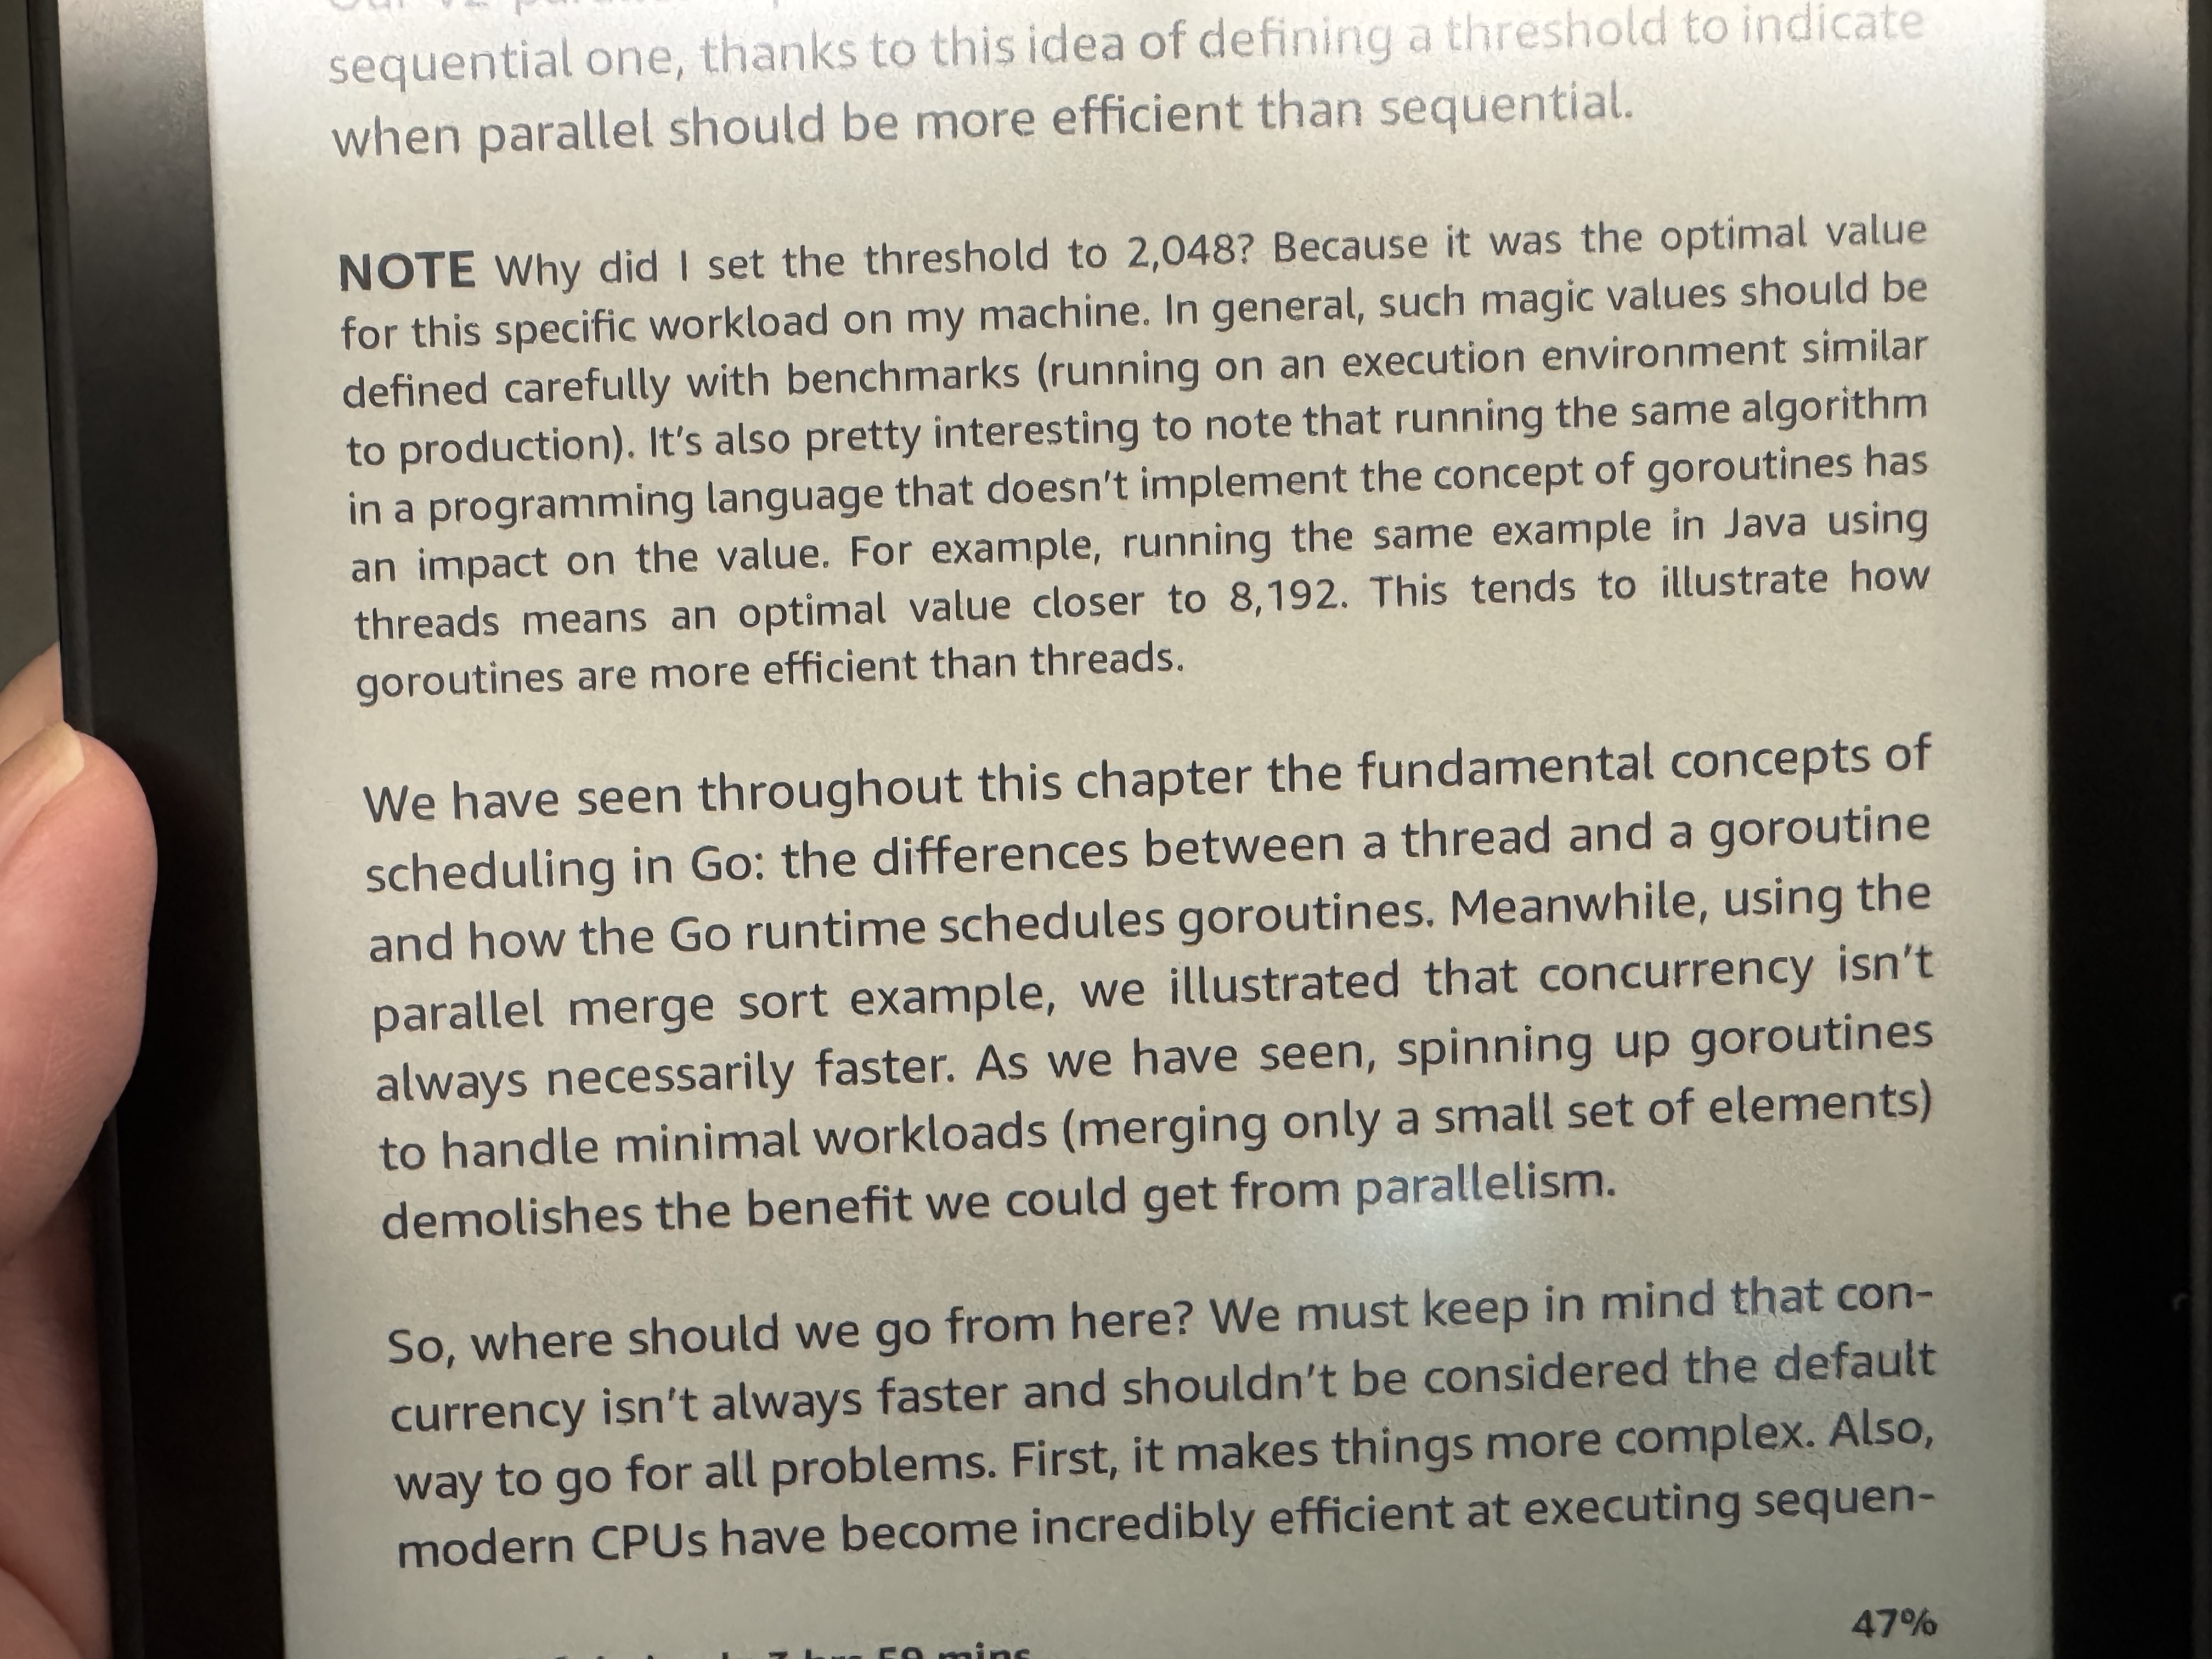 sequential one, thanks to this idea of defining a threshold to indicate
when parallel should be more efficient than sequential.
NOTE Why did I set the threshold to 2,048? Because it was the optimal value
for this specific workload on my machine. In general, such magic values should be
defined carefully with benchmarks (running on an execution environment similar
to production). It's also pretty interesting to note that running the same algorithm
in a programming language that doesn't implement the concept of goroutines has
an impact on the value. For example, running the same example in Java using
threads means an optimal value closer to 8,192. This tends to illustrate how
goroutines are more efficient than threads.
We have seen throughout this chapter the fundamental concepts of
scheduling in Go: the differences between a thread and a goroutine
and how the Go runtime schedules goroutines. Meanwhile, using the
parallel merge sort example, we illustrated that concurrency isn't
always necessarily faster. As we have seen, spinning up goroutines
to handle minimal workloads (merging only a small set of elements)
demolishes the benefit we could get from parallelism.
So, where should we go from here? We must keep in mind that con-
currency isn't always faster and shouldn't be considered the default
way to go for all problems. First, it makes things more complex. Also,
modern CPUs have become incredibly efficient at executing sequen-
mins 47%